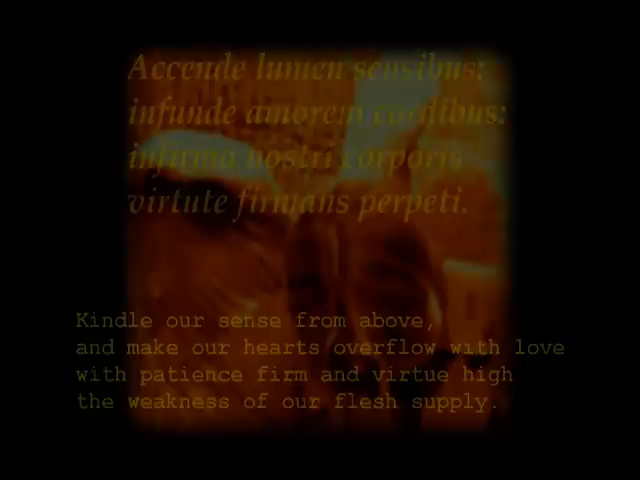 Accende lumen sensibus:
infunde amorem cordibus:
infirma nostri corporis
virtute firmans perpeti.
Kindle our sense from above,
and make our hearts overflow with love
with patience firm and virtue high
the weakness of our flesh supply.